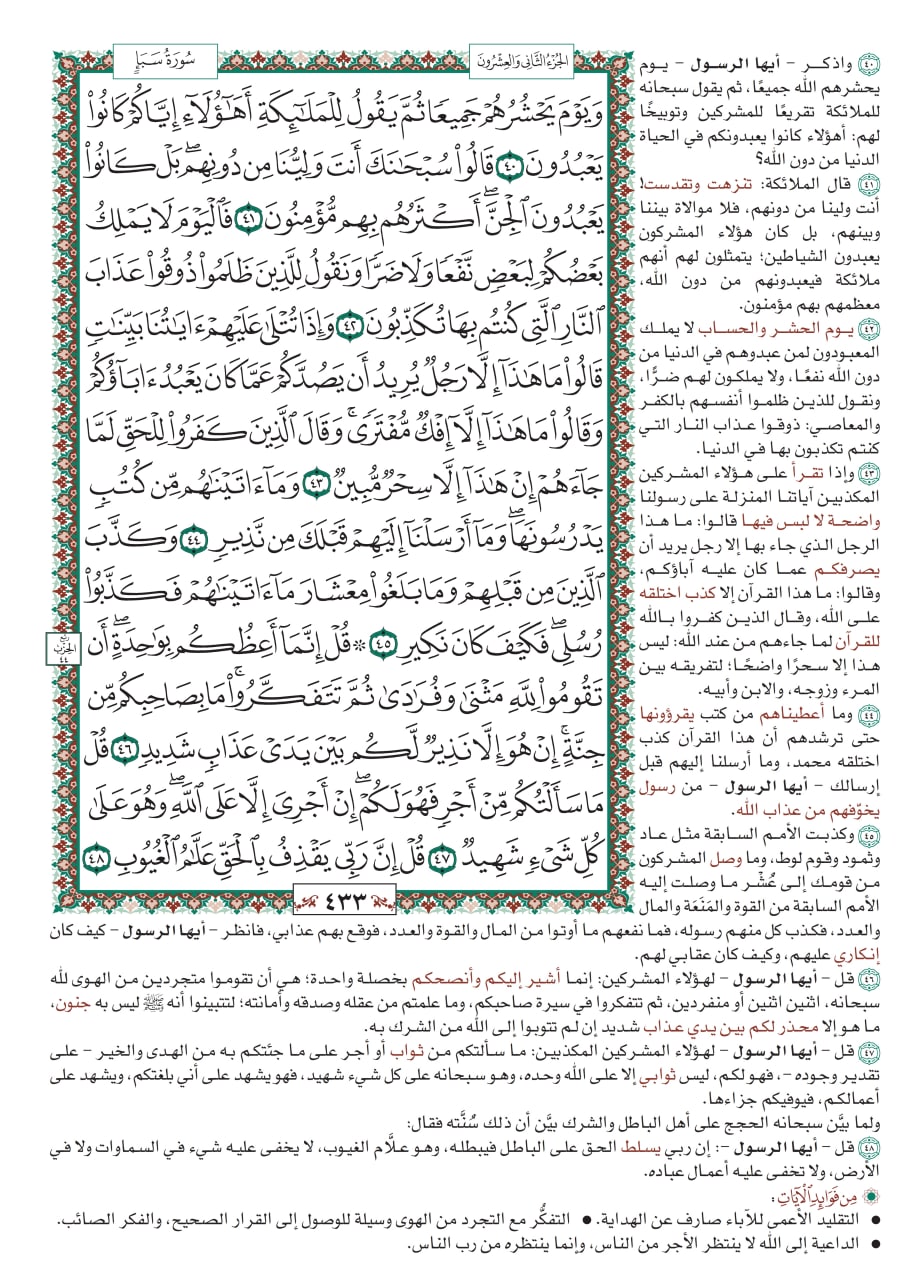 سُورَةُ سَبَإٍ
الجُزْءُ الثَّانِي وَالعِشْرُونَ
وَيَوْمَ يَحْشُرُهُمْ جَمِيعًا ثُمَّ يَقُولُ لِلْمَلَٰٓئِكَةِ أَهَٰٓؤُلَآءِ إِيَّاكُمْ كَانُواْ
يَعْبُدُونَ ٤٠ قَالُواْ سُبْحَٰنَكَ أَنتَ وَلِيُّنَا مِن دُونِهِمۖ بَلْ كَانُواْ
يَعْبُدُونَ ٱلْجِنَّۖ أَكْثَرُهُم بِهِم مُّؤْمِنُونَ ٤١ فَٱلْيَوْمَ لَا يَمْلِكُ
بَعْضُكُمْ لِبَعْضٖ نَّفْعٗا وَلَا ضَرّٗا وَنَقُولُ لِلَّذِينَ ظَلَمُواْ ذُوقُواْ عَذَابَ
ٱلنَّارِ ٱلَّتِي كُنتُم بِهَا تُكَذِّبُونَ ٤٢ وَإِذَا تُتْلَىٰ عَلَيْهِمْ ءَايَٰتُنَا بَيِّنَٰتٖ
قَالُواْ مَا هَٰذَآ إِلَّا رَجُلٞ يُرِيدُ أَن يَصُدَّكُمْ عَمَّا كَانَ يَعْبُدُ ءَابَآؤُكُمْ
وَقَالُواْ مَا هَٰذَآ إِلَّآ إِفْكٞ مُّفْتَرٗىۚ وَقَالَ ٱلَّذِينَ كَفَرُواْ لِلْحَقِّ لَمَّا
جَآءَهُمْ إِنْ هَٰذَآ إِلَّا سِحْرٞ مُّبِينٞ ٤٣ وَمَآ ءَاتَيْنَٰهُم مِّن كُتُبٖ
يَدْرُسُونَهَاۖ وَمَآ أَرْسَلْنَآ إِلَيْهِمْ قَبْلَكَ مِن نَّذِيرٖ ٤٤ وَكَذَّبَ
ٱلَّذِينَ مِن قَبْلِهِمْ وَمَا بَلَغُواْ مِعْشَارَ مَآ ءَاتَيْنَٰهُمْ فَكَذَّبُواْ
رُسُلِيۖ فَكَيْفَ كَانَ نَكِيرِ ٤٥ ۞ قُلْ إِنَّمَآ أَعِظُكُم بِوَٰحِدَةٍۖ أَن
تَقُومُواْ لِلَّهِ مَثْنَىٰ وَفُرَٰدَىٰ ثُمَّ تَتَفَكَّرُواْۚ مَا بِصَاحِبِكُم مِّن
جِنَّةٍۚ إِنْ هُوَ إِلَّا نَذِيرٞ لَّكُم بَيْنَ يَدَيْ عَذَابٖ شَدِيدٖ ٤٦ قُلْ
مَا سَأَلْتُكُم مِّنْ أَجْرٖ فَهُوَ لَكُمْۖ إِنْ أَجْرِيَ إِلَّا عَلَى ٱللَّهِۖ وَهُوَ عَلَىٰ
كُلِّ شَيْءٖ شَهِيدٞ ٤٧ قُلْ إِنَّ رَبِّي يَقْذِفُ بِٱلْحَقِّ عَلَّٰمُ ٱلْغُيُوبِ ٤٨
ربع
الحزب
٤٤
٤٣٣
٤٠ واذكر - أيها الرسول - يوم
يحشرهم الله جميعًا، ثم يقول سبحانه
للملائكة تقريعًا للمشركين وتوبيخًا
لهم: أهؤلاء كانوا يعبدونكم في الحياة
الدنيا من دون الله؟
٤١ قال الملائكة: تنزهت وتقدست!
أنت ولينا من دونهم، فلا موالاة بيننا
وبينهم، بل كان هؤلاء المشركون
يعبدون الشياطين؛ يتمثلون لهم أنهم
ملائكة فيعبدونهم من دون الله،
معظمهم بهم مؤمنون.
٤٢ يوم الحشر والحساب لا يملك
المعبودون لمن عبدوهم في الدنيا من
دون الله نفعًا، ولا يملكون لهم ضرًّا،
ونقول للذين ظلموا أنفسهم بالكفر
والمعاصي: ذوقوا عذاب النار التي
كنتم تكذبون بها في الدنيا.
٤٣ وإذا تقرأ على هؤلاء المشركين
المكذبين آياتنا المنزلة على رسولنا
واضحة لا لبس فيها قالوا: ما هذا
الرجل الذي جاء بها إلا رجل يريد أن
يصرفكم عما كان عليه آباؤكم،
وقالوا: ما هذا القرآن إلا كذب اختلقه
على الله، وقال الذين كفروا بالله
للقرآن لما جاءهم من عند الله: ليس
هذا إلا سحرًا واضحًا؛ لتفريقه بين
المرء وزوجه، والابن وأبيه.
٤٤ وما أعطيناهم من كتب يقرؤونها
حتى ترشدهم أن هذا القرآن كذب
اختلقه محمد، وما أرسلنا إليهم قبل
إرسالك - أيها الرسول - من رسول
يخوّفهم من عذاب الله.
٤٥ وكذبت الأمم السابقة مثل عاد
وثمود وقوم لوط، وما وصل المشركون
من قومك إلى عُشْر ما وصلت إليه
الأمم السابقة من القوة والمَنَعَة والمال
والعدد، فكذب كل منهم رسوله، فما نفعهم ما أوتوا من المال والقوة والعدد، فوقع بهم عذابي، فانظر - أيها الرسول - كيف كان
إنكاري عليهم، وكيف كان عقابي لهم.
٤٦ قل - أيها الرسول - لهؤلاء المشركين: إنما أشير إليكم وأنصحكم بخصلة واحدة؛ هي أن تقوموا متجردين من الهوى لله
سبحانه، اثنين اثنين أو منفردين، ثم تتفكروا في سيرة صاحبكم، وما علمتم من عقله وصدقه وأمانته؛ لتتبينوا أنه ﷺ ليس به جنون،
ما هو إلا محذر لكم بين يدي عذاب شديد إن لم تتوبوا إلى الله من الشرك به.
٤٧ قل - أيها الرسول - لهؤلاء المشركين المكذبين: ما سألتكم من ثواب أو أجر على ما جئتكم به من الهدى والخير - على
تقدير وجوده -، فهو لكم، ليس ثوابي إلا على الله وحده، وهو سبحانه على كل شيء شهيد، فهو يشهد على أني بلغتكم، ويشهد على
أعمالكم، فيوفيكم جزاءها.
ولما بيَّن سبحانه الحجج على أهل الباطل والشرك بيَّن أن ذلك سُنَّته فقال:
٤٨ قل - أيها الرسول -: إن ربي يسلط الحق على الباطل فيبطله، وهو علَّام الغيوب، لا يخفى عليه شيء في السماوات ولا في
الأرض، ولا تخفى عليه أعمال عباده.
مِن فَوَائِدِ الْآيَاتِ:
● التقليد الأعمى للآباء صارف عن الهداية. ● التفكُّر مع التجرد من الهوى وسيلة للوصول إلى القرار الصحيح، والفكر الصائب.
● الداعية إلى الله لا ينتظر الأجر من الناس، وإنما ينتظره من رب الناس.